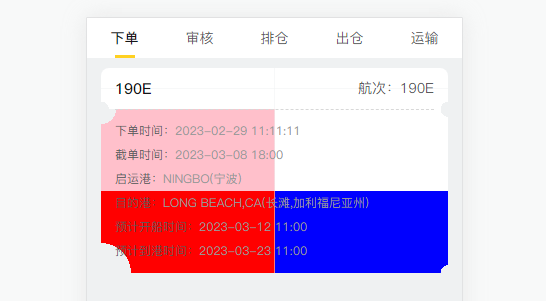 下单 审核 排仓 出仓 运输
190E 航次：190E
下单时间：2023-02-29 11:11:11
截单时间：2023-03-08 18:00
启运港：NINGBO(宁波)
目的港：LONG BEACH,CA(长滩,加利福尼亚州)
预计开船时间：2023-03-12 11:00
预计到港时间：2023-03-23 11:00